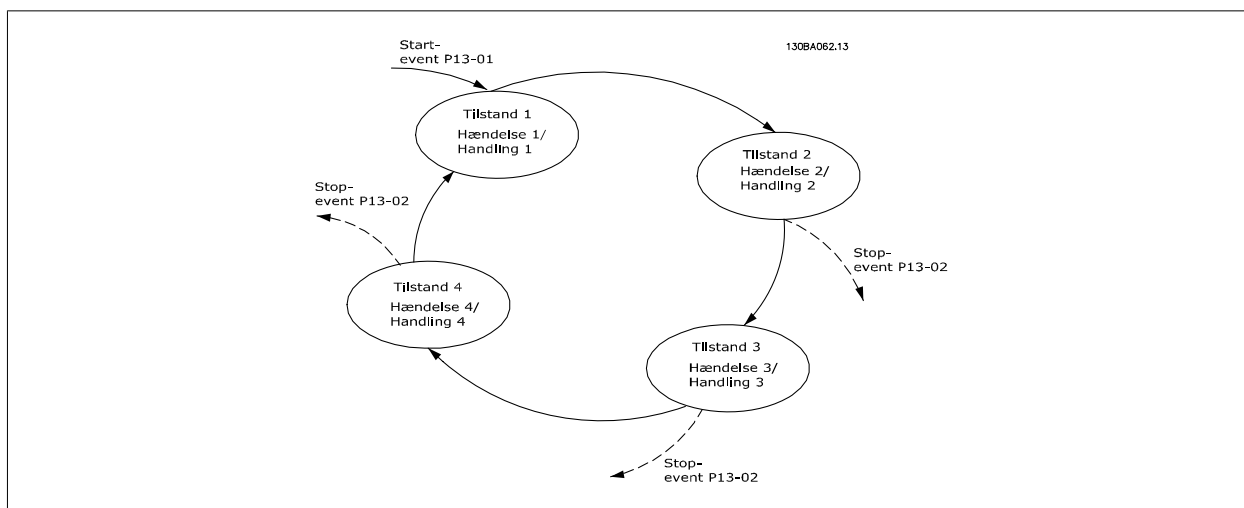 Start-
event P13-01
130BA062.13
Tilstand 1
Hændelse 1/
Handling 1
Tilstand 2
Hændelse 2/
Handling 2
Stop-
event P13-02
Stop-
event P13-02
Tilstand 4
Hændelse 4/
Handling 4
Tilstand 3
Hændelse 3/
Handling 3
Stop-
event P13-02